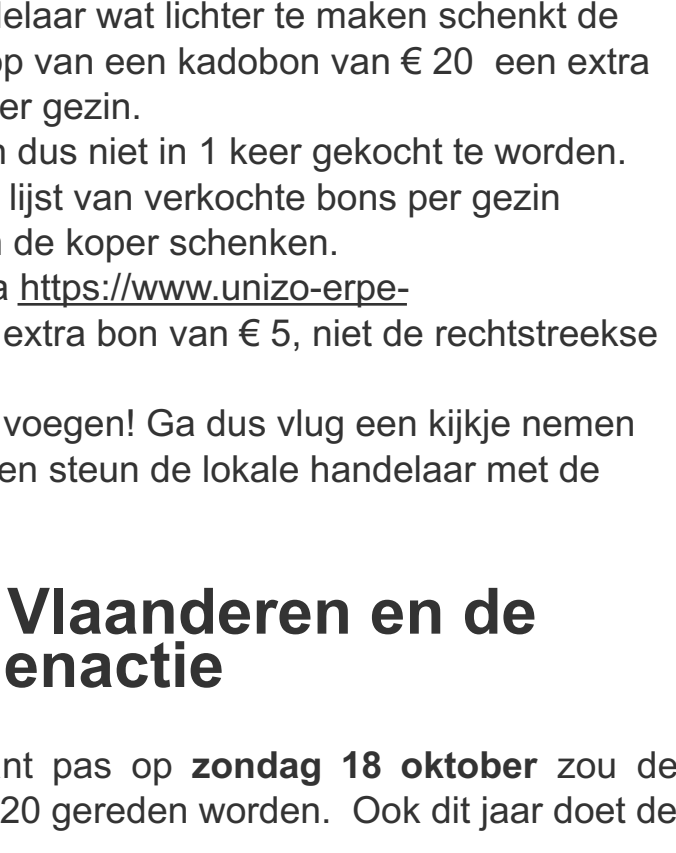 delaar wat lichter te maken schenkt de
op van een kadobon van € 20 een extra
er gezin.
n dus niet in 1 keer gekocht te worden.
lijst van verkochte bons per gezin
n de koper schenken.
a https://www.unizo-erpe-
extra bon van € 5, niet de rechtstreekse
voegen! Ga dus vlug een kijkje nemen
en steun de lokale handelaar met de
Vlaanderen en de
enactie
nt pas op zondag 18 oktober zou de
20 gereden worden. Ook dit jaar doet de